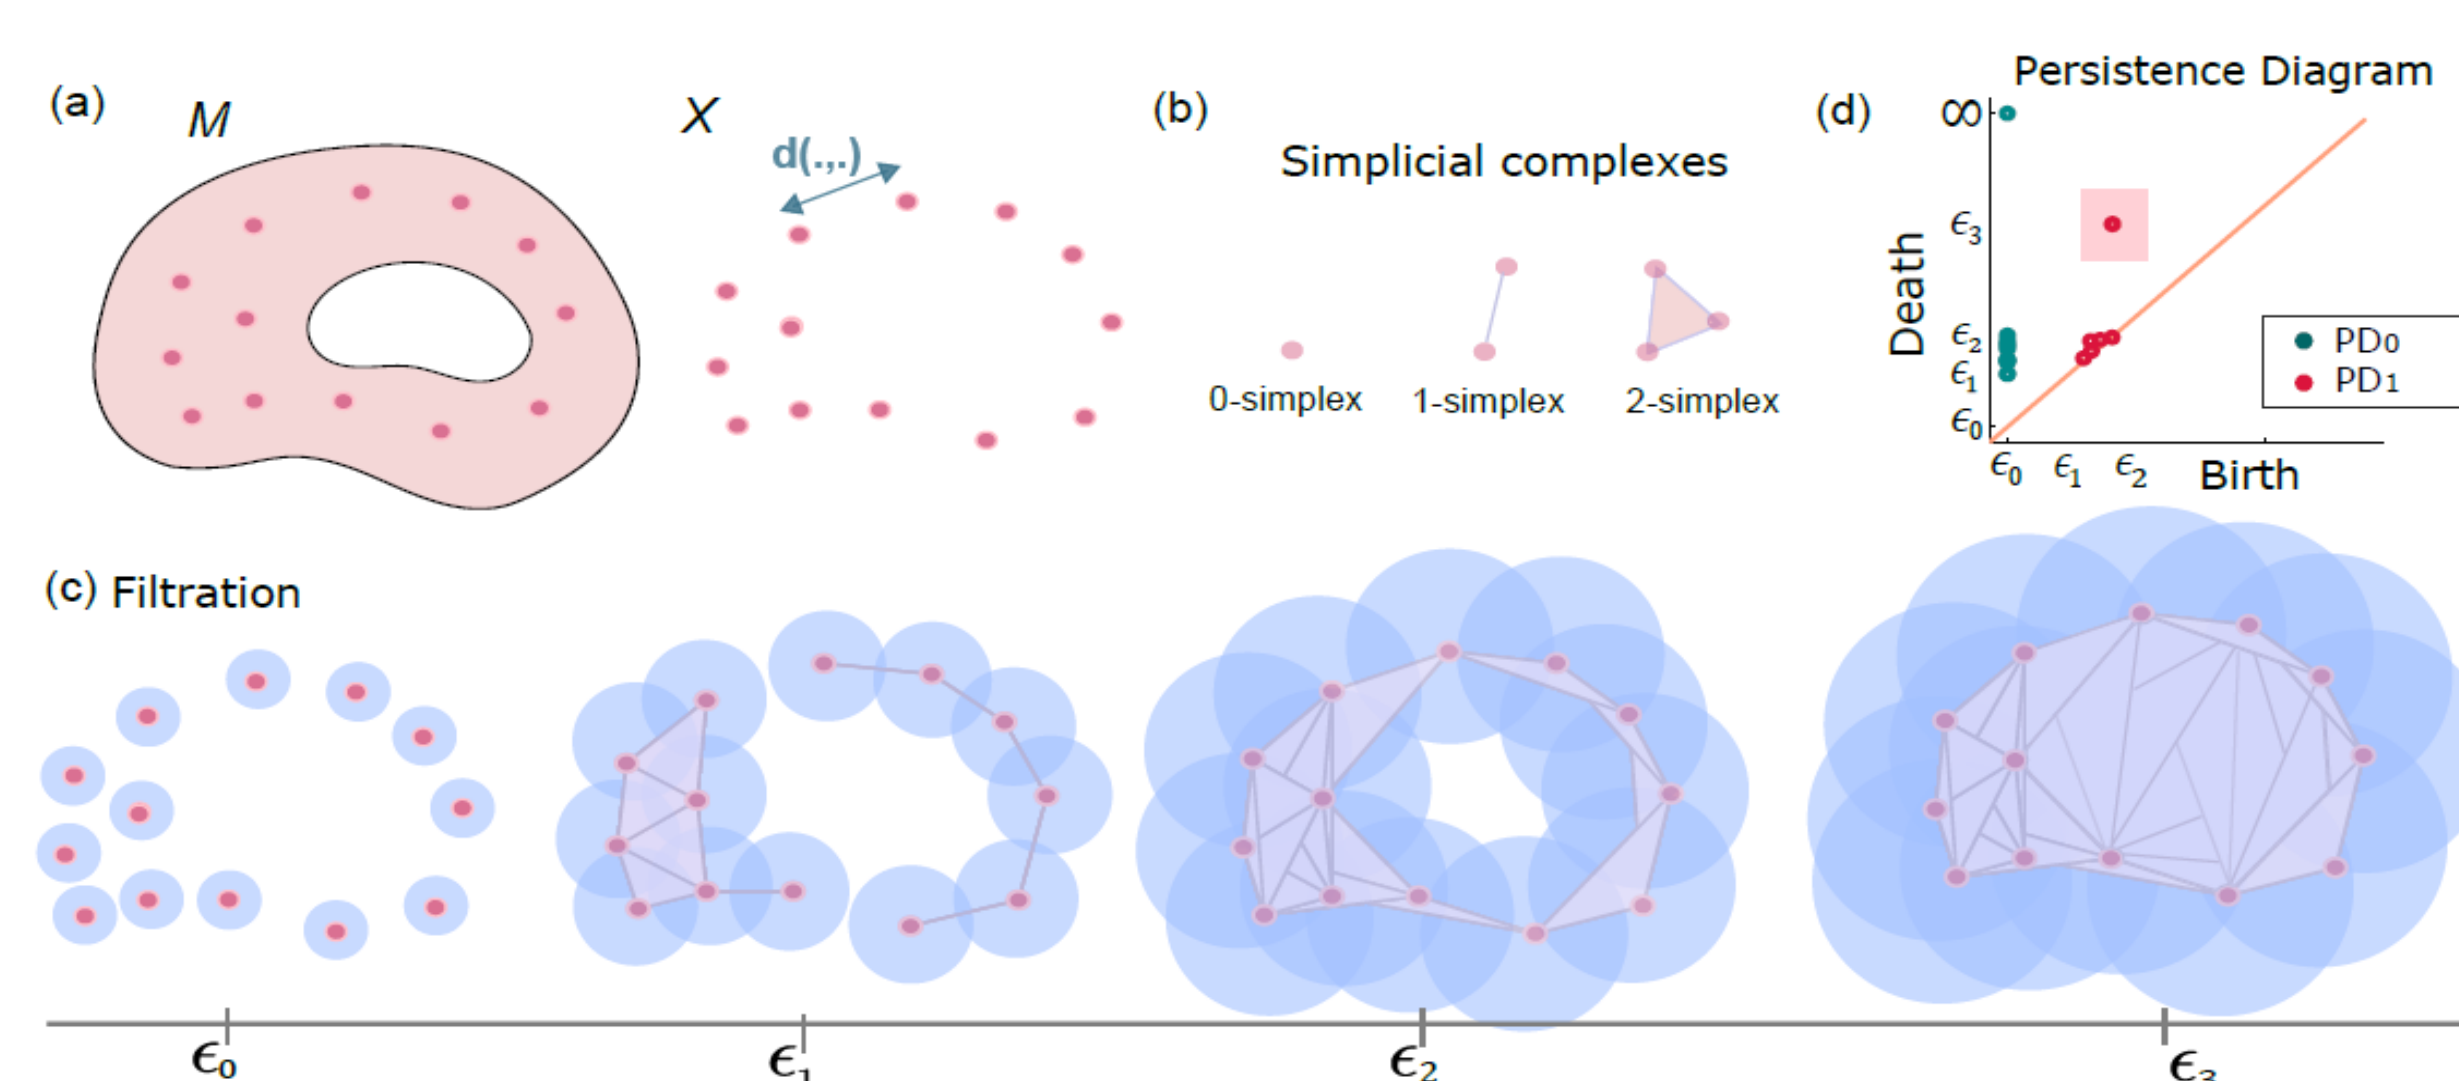 (a)
M
X
d(.,.)
(b)
Simplicial complexes
0-simplex
1-simplex
2-simplex
(d)
Persistence Diagram
∞
ϵ3
ϵ2
ϵ1
ϵ0
Death
ϵ0
ϵ1
ϵ2
Birth
PD0
PD1
(c) Filtration
ϵ0
ϵ1
ϵ2
ϵ3